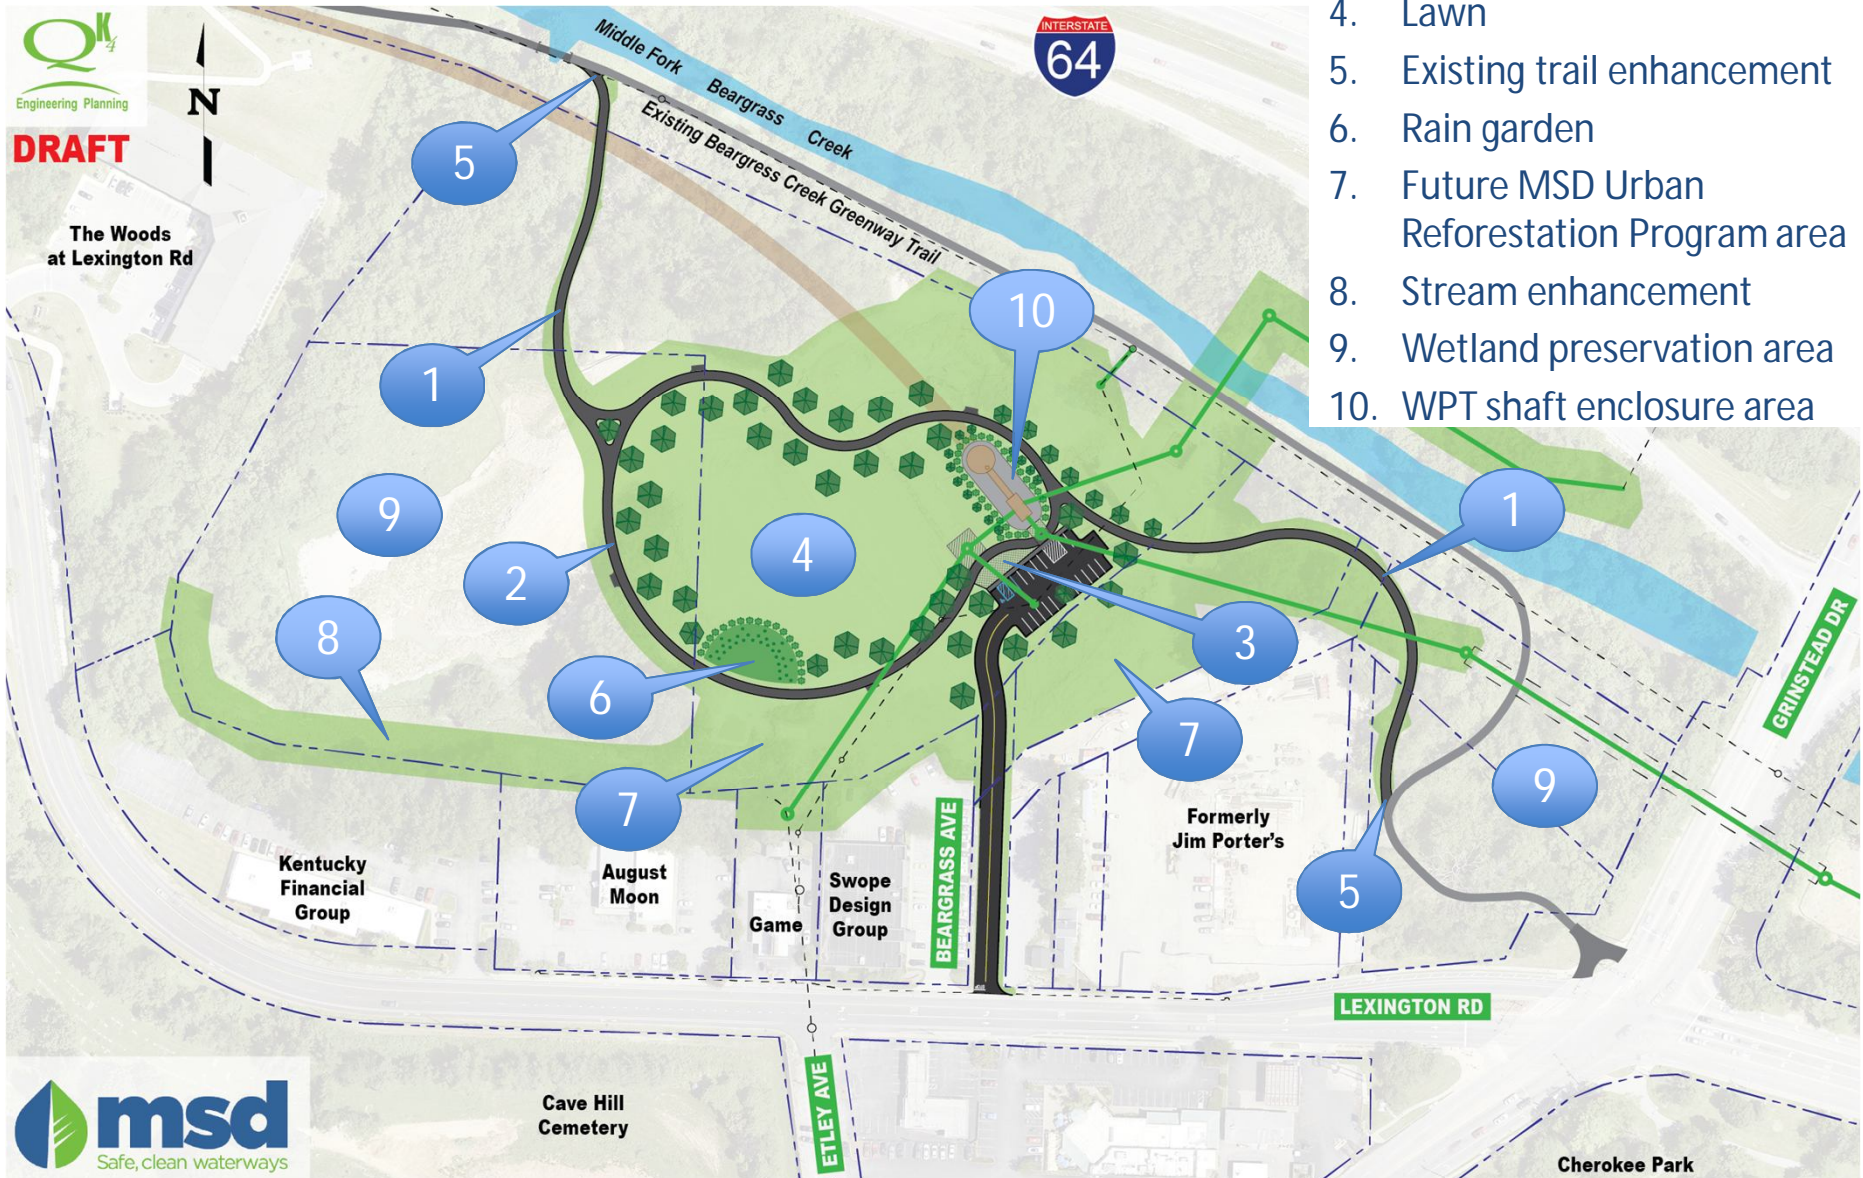 QK4
Engineering Planning
DRAFT
N
The Woods
at Lexington Rd
Middle Fork Beargrass Creek
Existing Beargress Creek Greenway Trail
INTERSTATE
64
4. Lawn
5. Existing trail enhancement
6. Rain garden
7. Future MSD Urban
Reforestation Program area
8. Stream enhancement
9. Wetland preservation area
10. WPT shaft enclosure area
5
10
1
1
9
2
4
8
6
3
7
7
9
5
GRINSTEAD DR
Kentucky
Financial
Group
August
Moon
Game
Swope
Design
Group
BEARGRASS AVE
Formerly
Jim Porter's
LEXINGTON RD
ETLEY AVE
Cave Hill
Cemetery
Cherokee Park
msd
Safe, clean waterways